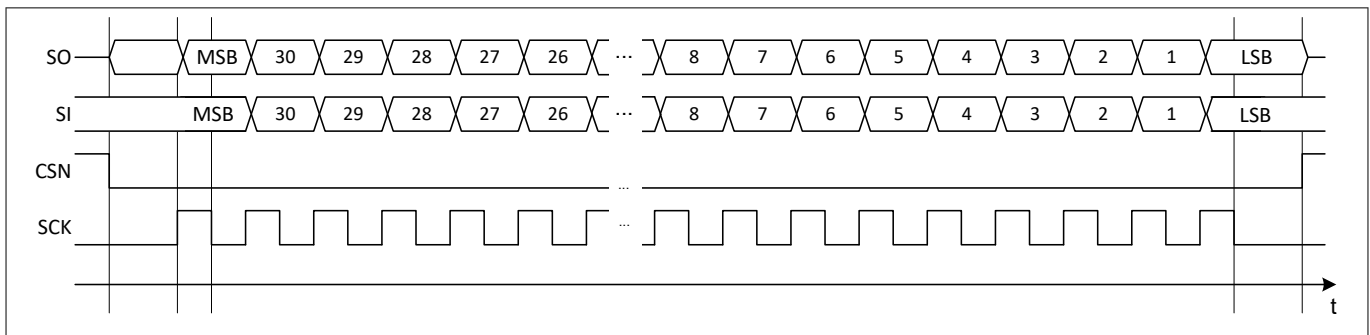 SO MSB 30 29 28 27 26 ... 8 7 6 5 4 3 2 1 LSB
SI MSB 30 29 28 27 26 ... 8 7 6 5 4 3 2 1 LSB
CSN ...
SCK ...
t